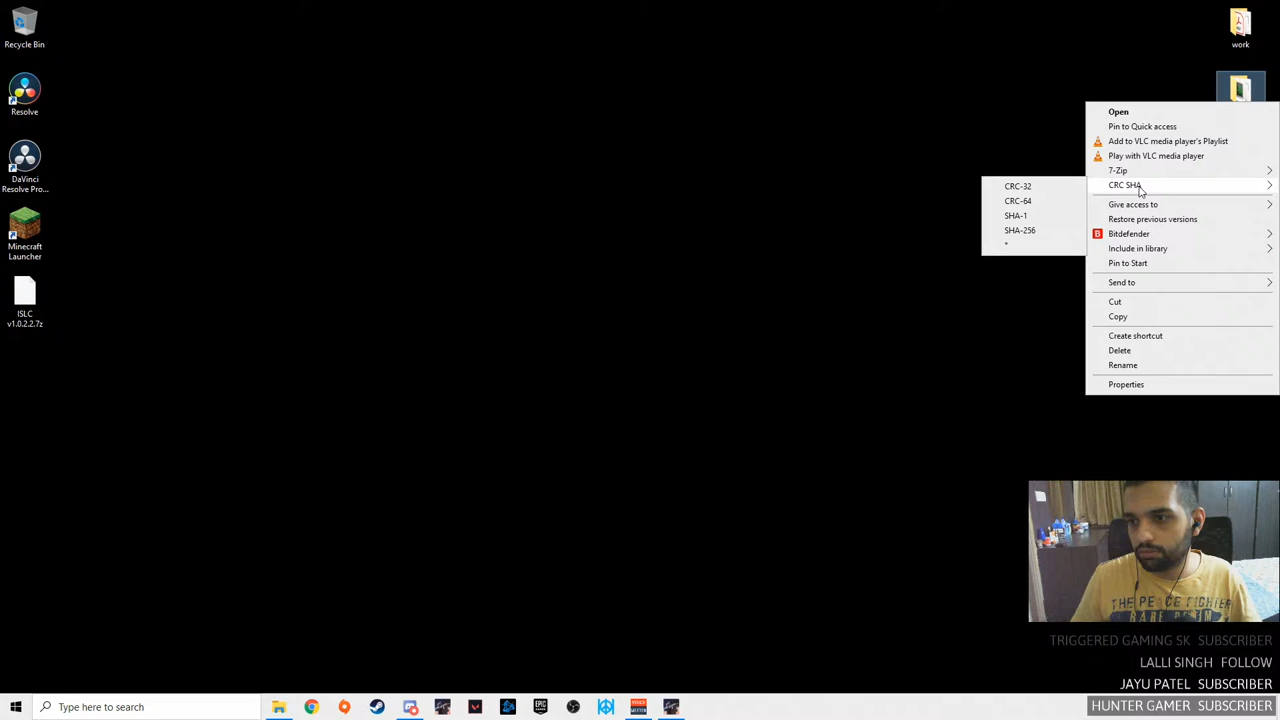 Recycle Bin
Resolve
DaVinci
Resolve Pro...
Minecraft
Launcher
ISLC
v1.0.2.2.7z
work
Open
Pin to Quick access
Add to VLC media player's Playlist
Play with VLC media player
7-Zip
CRC SHA
Give access to
Restore previous versions
B Bitdefender
Include in library
Pin to Start
Send to
Cut
Copy
Create shortcut
Delete
Rename
Properties
CRC-32
CRC-64
SHA-1
SHA-256
*
THE PEACE FIGHTER
TRIGGERED GAMING SK SUBSCRIBER
LALLI SINGH FOLLOW
JAYU PATEL SUBSCRIBER
HUNTER GAMER SUBSCRIBER
Type here to search
EPIC